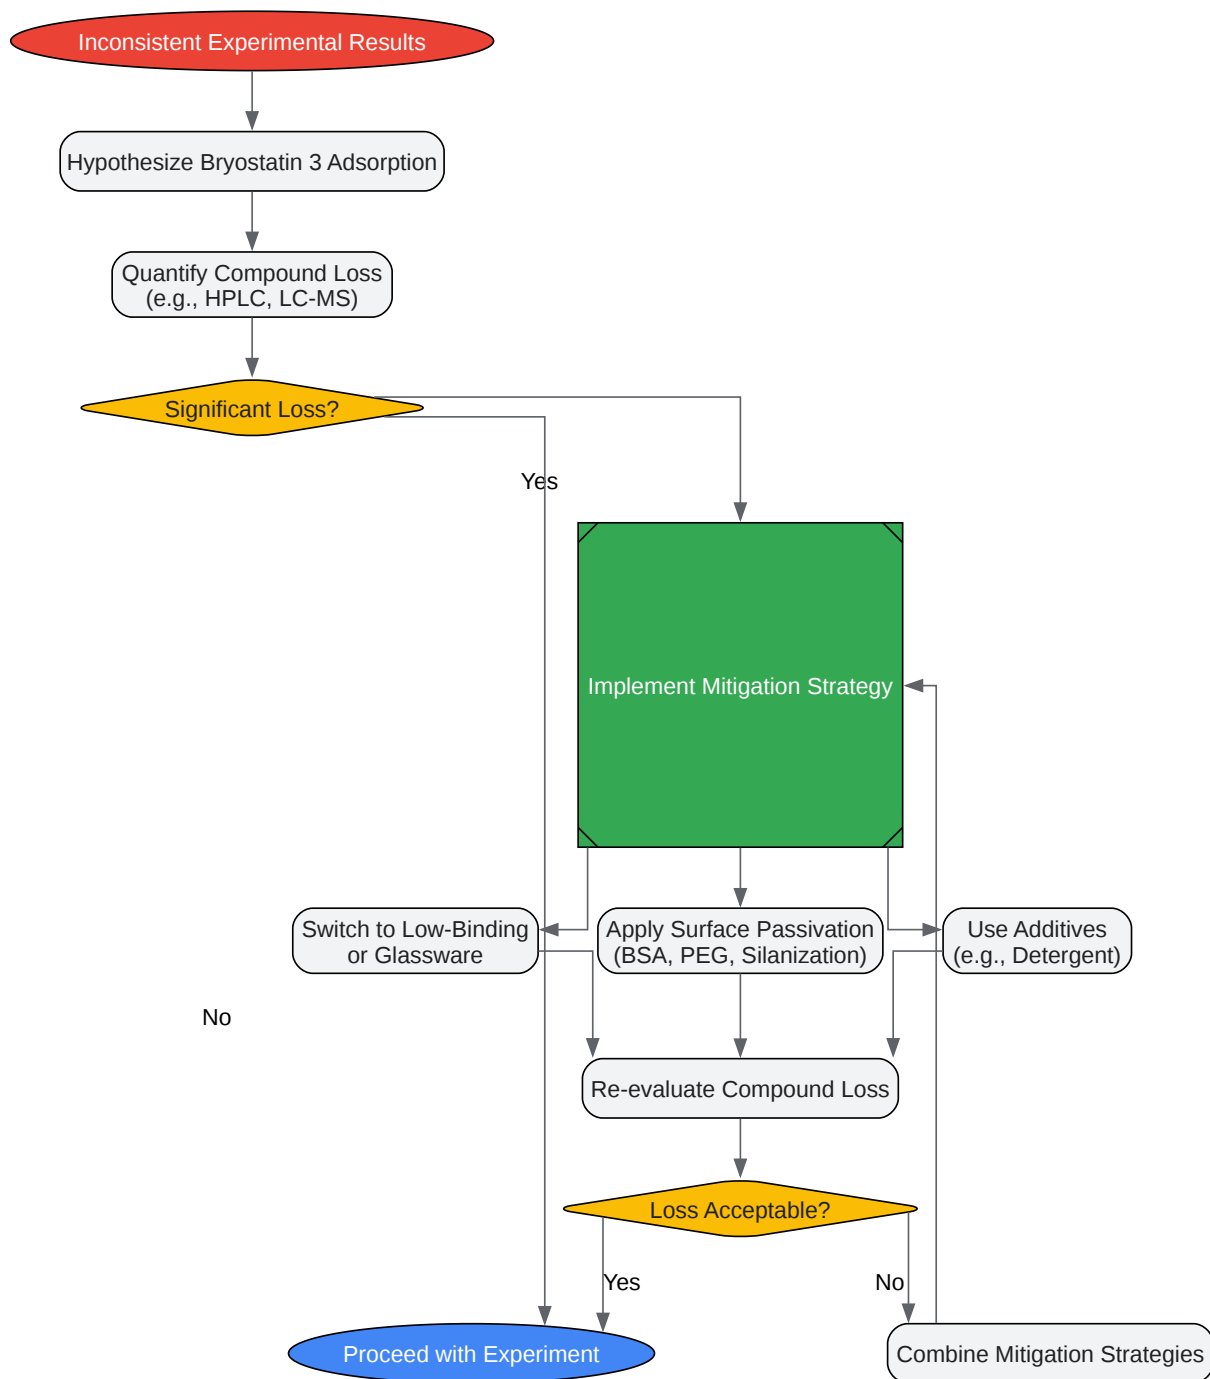 Inconsistent Experimental Results
Hypothesize Bryostatin 3 Adsorption
Quantify Compound Loss
(e.g., HPLC, LC-MS)
Significant Loss?
Yes
Implement Mitigation Strategy
Switch to Low-Binding
or Glassware
Apply Surface Passivation
(BSA, PEG, Silanization)
Use Additives
(e.g., Detergent)
No
Re-evaluate Compound Loss
Loss Acceptable?
Yes
No
Proceed with Experiment
Combine Mitigation Strategies